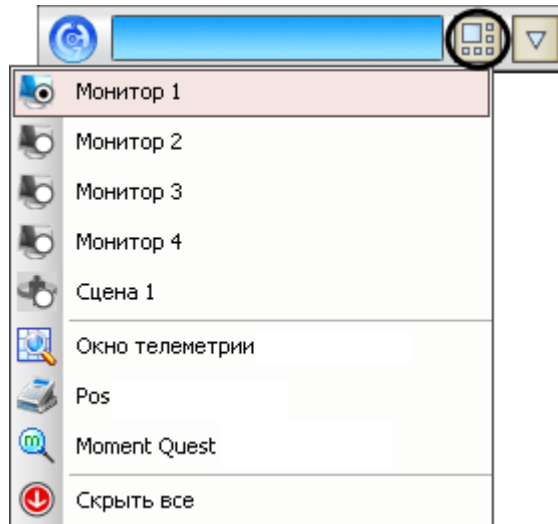 Монитор 1
Монитор 2
Монитор 3
Монитор 4
Сцена 1
Окно телеметрии
Pos
Moment Quest
Скрыть все